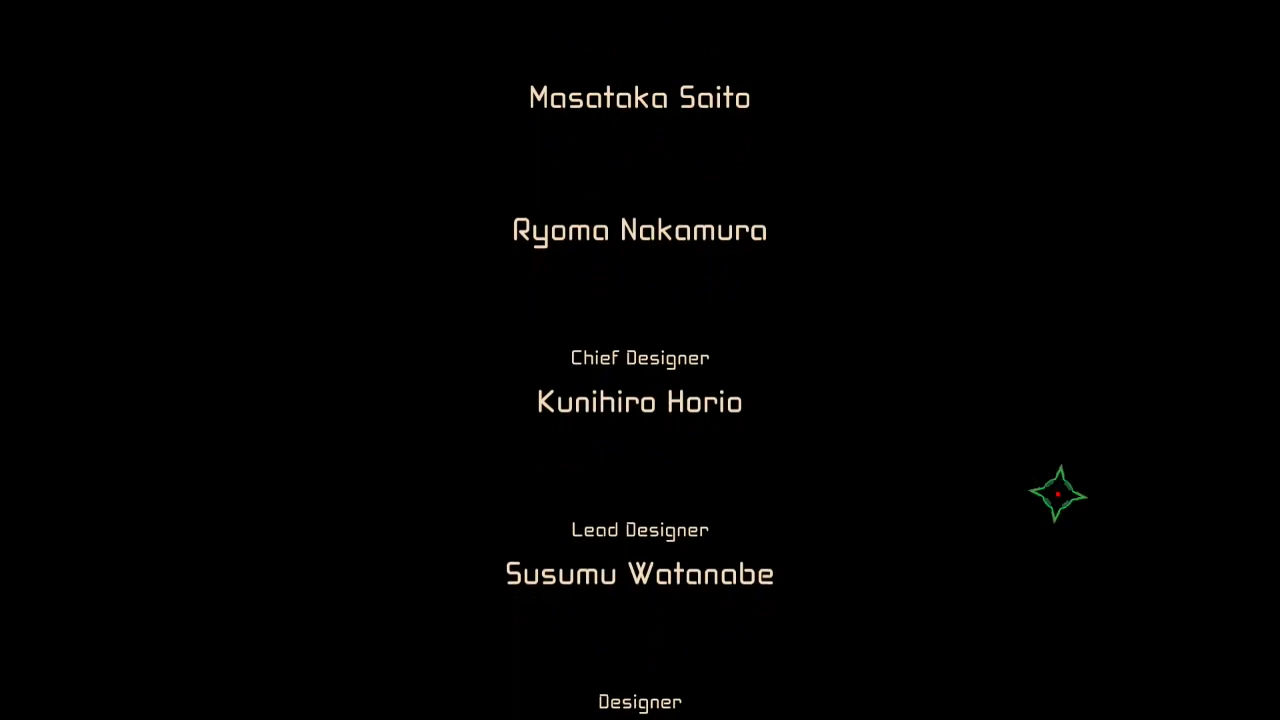 Masataka Saito
Ryoma Nakamura
Chief Designer
Kunihiro Horio
Lead Designer
Susumu Watanabe
Designer